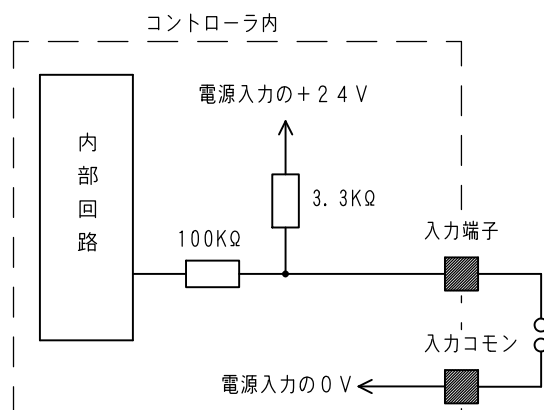 コントローラ内
電源入力の+24V
内部回路
3.3KΩ
100KΩ
入力端子
入力コモン
電源入力の0V